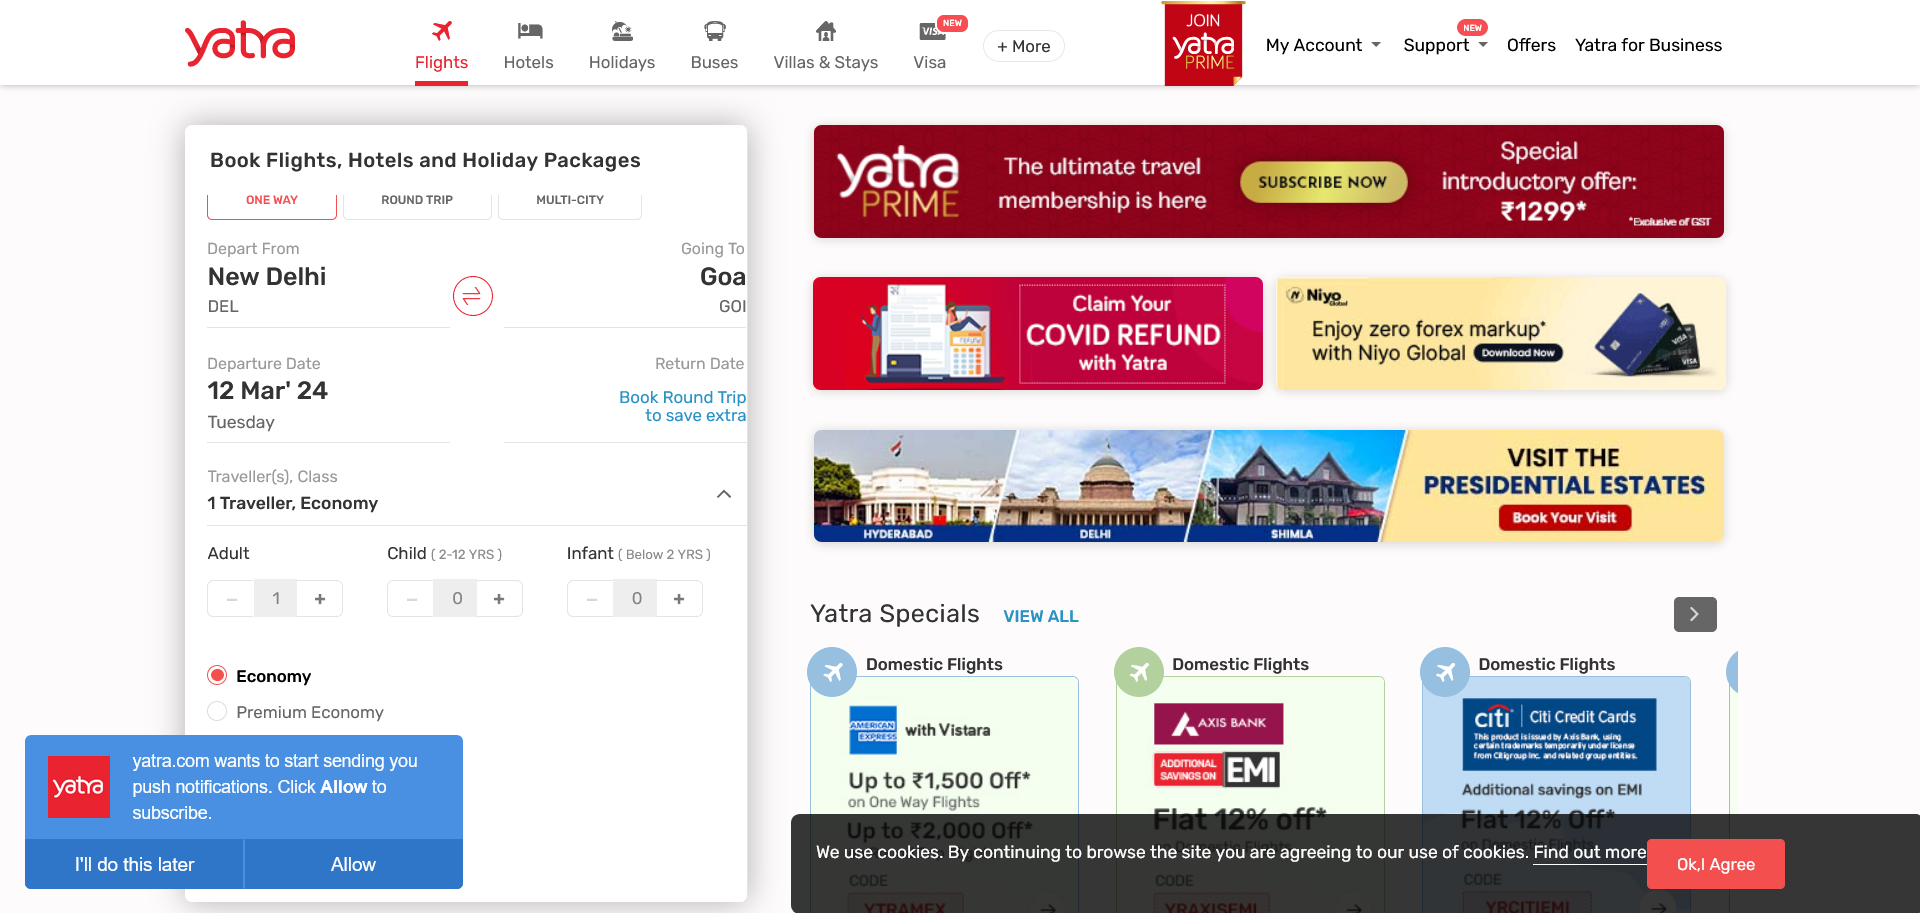 yatra
Flights
Hotels
Holidays
Buses
Villas & Stays
VISA
NEW
Visa
+ More
JOIN
yatra
PRIME
My Account
Support
NEW
Offers
Yatra for Business
Book Flights, Hotels and Holiday Packages
ONE WAY
ROUND TRIP
MULTI-CITY
Depart From
New Delhi
DEL
Going To
Goa
GOI
Departure Date
12 Mar' 24
Tuesday
Return Date
Book Round Trip
to save extra
Traveller(s), Class
1 Traveller, Economy
Adult
Child ( 2-12 YRS )
Infant ( Below 2 YRS )
− 1 +
− 0 +
− 0 +
Economy
Premium Economy
yatra
yatra.com wants to start sending you
push notifications. Click Allow to
subscribe.
I'll do this later
Allow
yatra
PRIME
The ultimate travel
membership is here
SUBSCRIBE NOW
Special
introductory offer:
₹1299*
*Exclusive of GST
Claim Your
COVID REFUND
with Yatra
Niyo
Global
Enjoy zero forex markup*
with Niyo Global
Download Now
VISA
VISA
HYDERABAD
DELHI
SHIMLA
VISIT THE
PRESIDENTIAL ESTATES
Book Your Visit
Yatra Specials
VIEW ALL
Domestic Flights
AMERICAN
EXPRESS
with Vistara
Up to ₹1,500 Off*
on One Way Flights
Up to ₹2,000 Off*
CODE
YTRAMEX
Domestic Flights
AXIS BANK
ADDITIONAL
SAVINGS ON
EMI
Flat 12% off*
CODE
YRAXISEMI
Domestic Flights
citi
Citi Credit Cards
This product is issued by Axis Bank, using
certain trademarks temporarily under license
from Citigroup Inc. and related group entities.
Additional savings on EMI
Flat 12% Off*
CODE
YRCITIEMI
We use cookies. By continuing to browse the site you are agreeing to our use of cookies. Find out more
Ok,I Agree